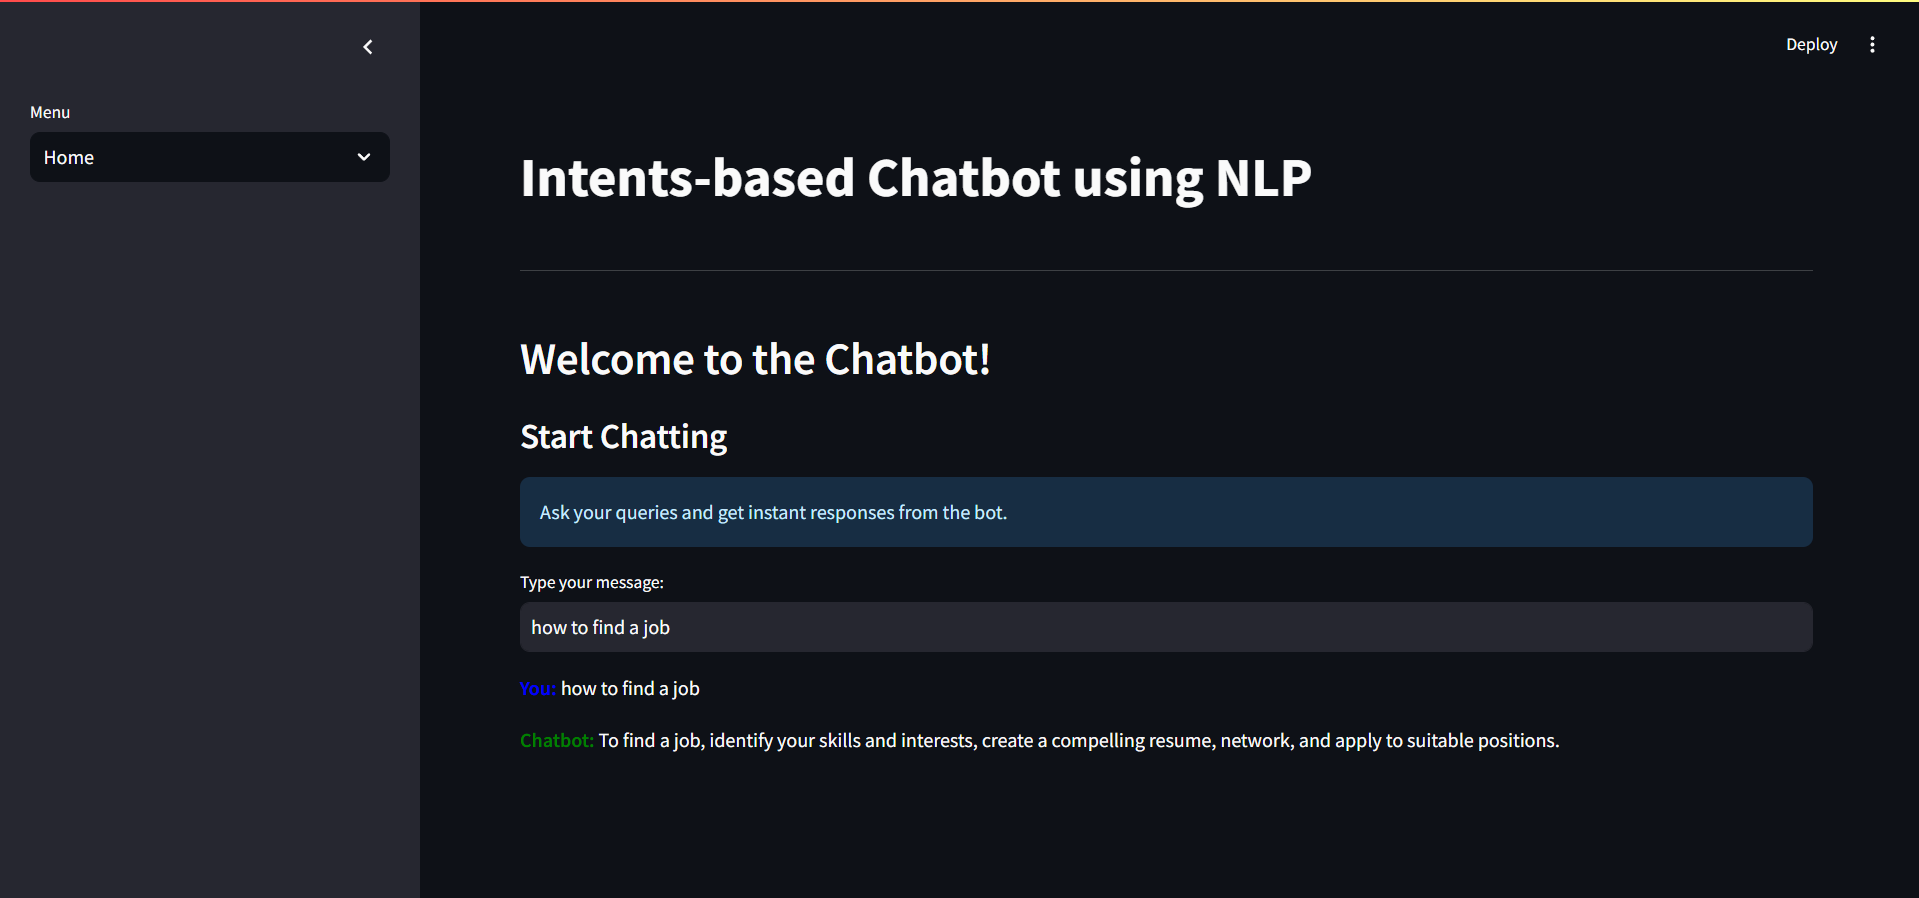 Deploy
Menu
Home
Intents-based Chatbot using NLP
Welcome to the Chatbot!
Start Chatting
Ask your queries and get instant responses from the bot.
Type your message:
how to find a job
You: how to find a job
Chatbot: To find a job, identify your skills and interests, create a compelling resume, network, and apply to suitable positions.